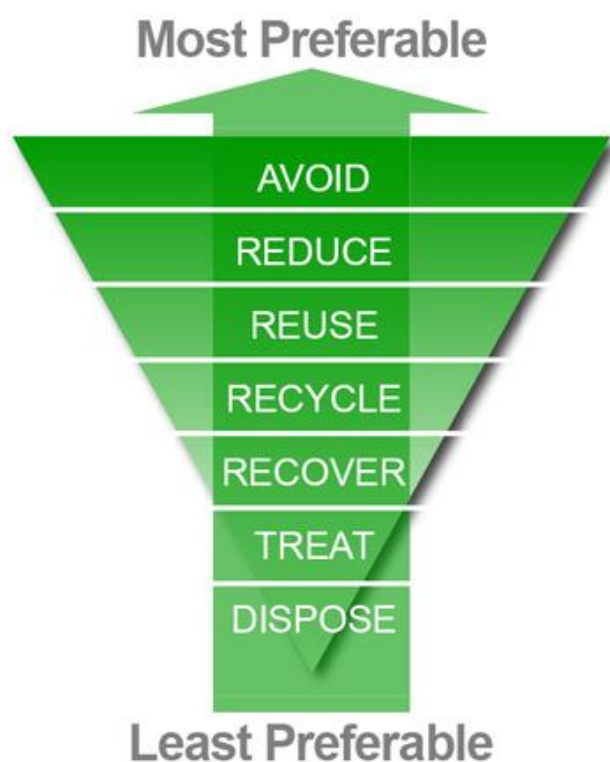 Most Preferable
AVOID
REDUCE
REUSE
RECYCLE
RECOVER
TREAT
DISPOSE
Least Preferable